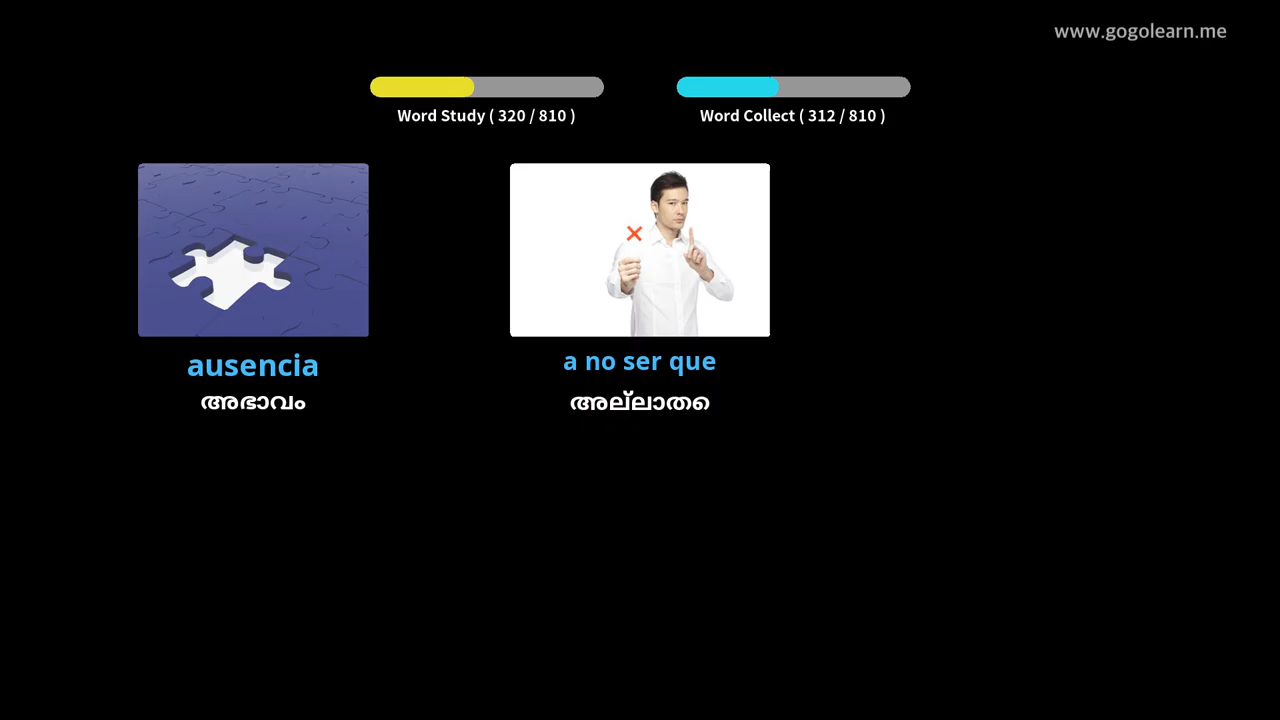 www.gogolearn.me
Word Study ( 320 / 810 )
Word Collect ( 312 / 810 )
ausencia
അഭാവം
a no ser que
അല്ലാതെ